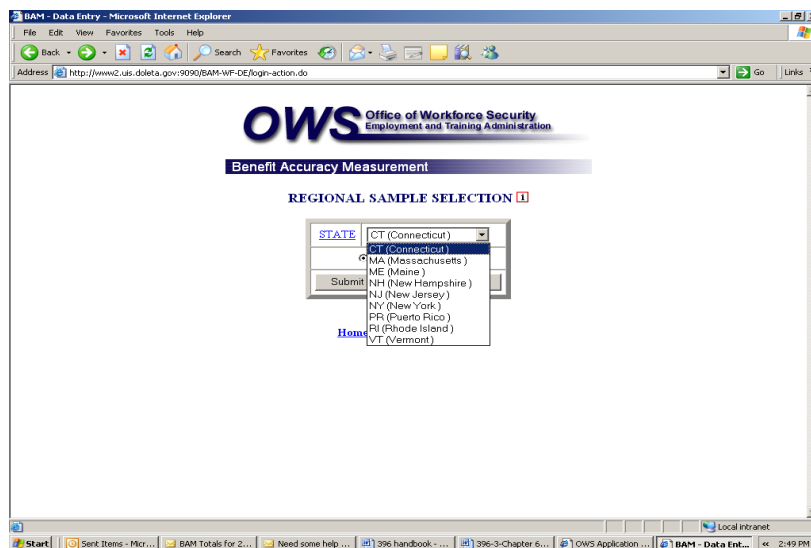 BAM - Data Entry - Microsoft Internet Explorer
File Edit View Favorites Tools Help
Back Search Favorites
Address http://www2.uis.doleta.gov:9090/BAM-WF-DE/login-action.do Go Links
OWS Office of Workforce Security
Employment and Training Administration
Benefit Accuracy Measurement
REGIONAL SAMPLE SELECTION 1
STATE CT (Connecticut)
CT (Connecticut)
MA (Massachusetts)
ME (Maine)
NH (New Hampshire)
Submit
NJ (New Jersey)
NY (New York)
PR (Puerto Rico)
RI (Rhode Island)
Home
VT (Vermont)
Local intranet
Start Sent Items - Micr... BAM Totals for 2... Need some help ... 396 handbook - ... 396-3-Chapter 6... OWS Application ... BAM - Data Ent... « 2:49 PM